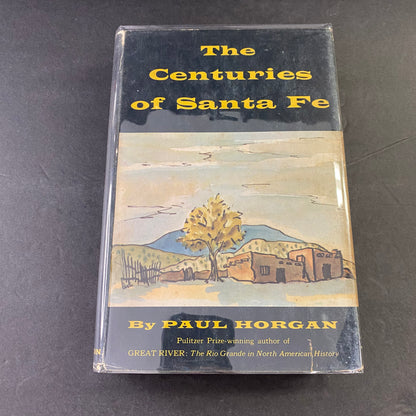 The
Centuries
of Santa Fe
By PAUL HORGAN
Pulitzer Prize-winning author of
GREAT RIVER: The Rio Grande in North American History